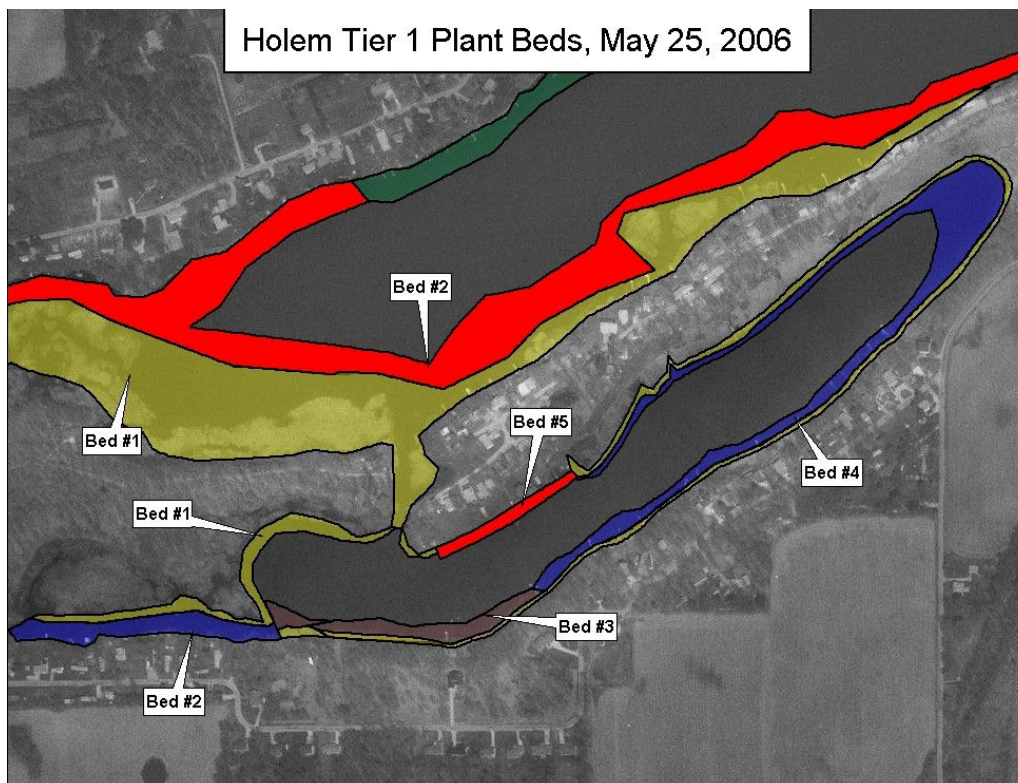 Holem Tier 1 Plant Beds, May 25, 2006
Bed #2
Bed #1
Bed #5
Bed #4
Bed #1
Bed #3
Bed #2